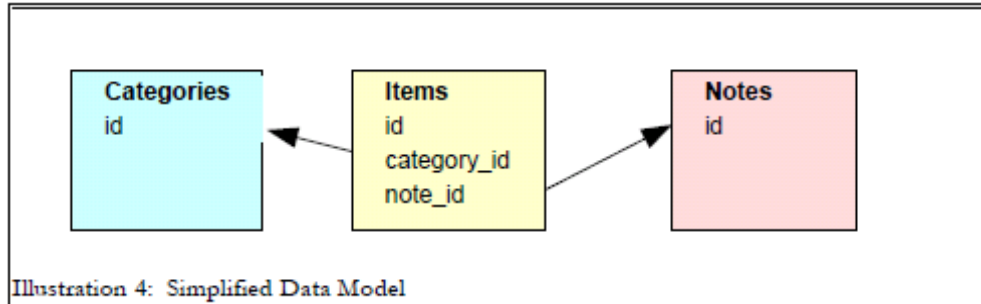 Categories
id
Items
id
category_id
note_id
Notes
id
Illustration 4: Simplified Data Model